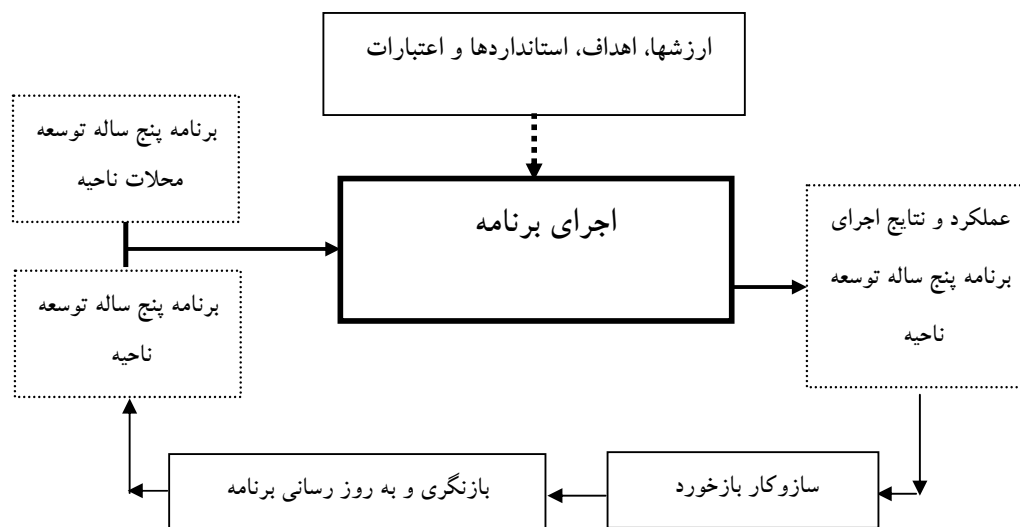 ارزشها، اهداف، استانداردها و اعتبارات
برنامه پنج ساله توسعه
محلات ناحیه
اجرای برنامه
عملکرد و نتایج اجرای
برنامه پنج ساله توسعه
ناحیه
برنامه پنج ساله توسعه
ناحیه
سازوکار بازخورد
بازنگری و به روز رسانی برنامه